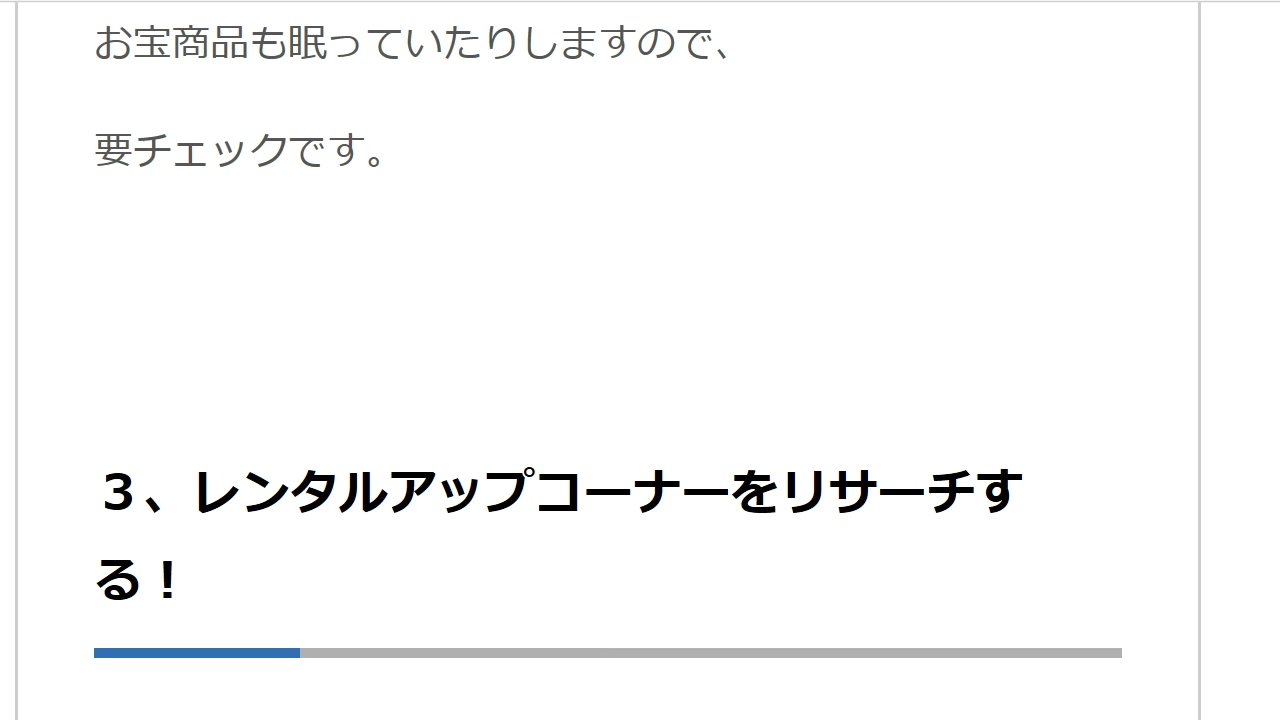 お宝商品も眠っていたりしますので、
要チェックです。
３、レンタルアップコーナーをリサーチす
る！